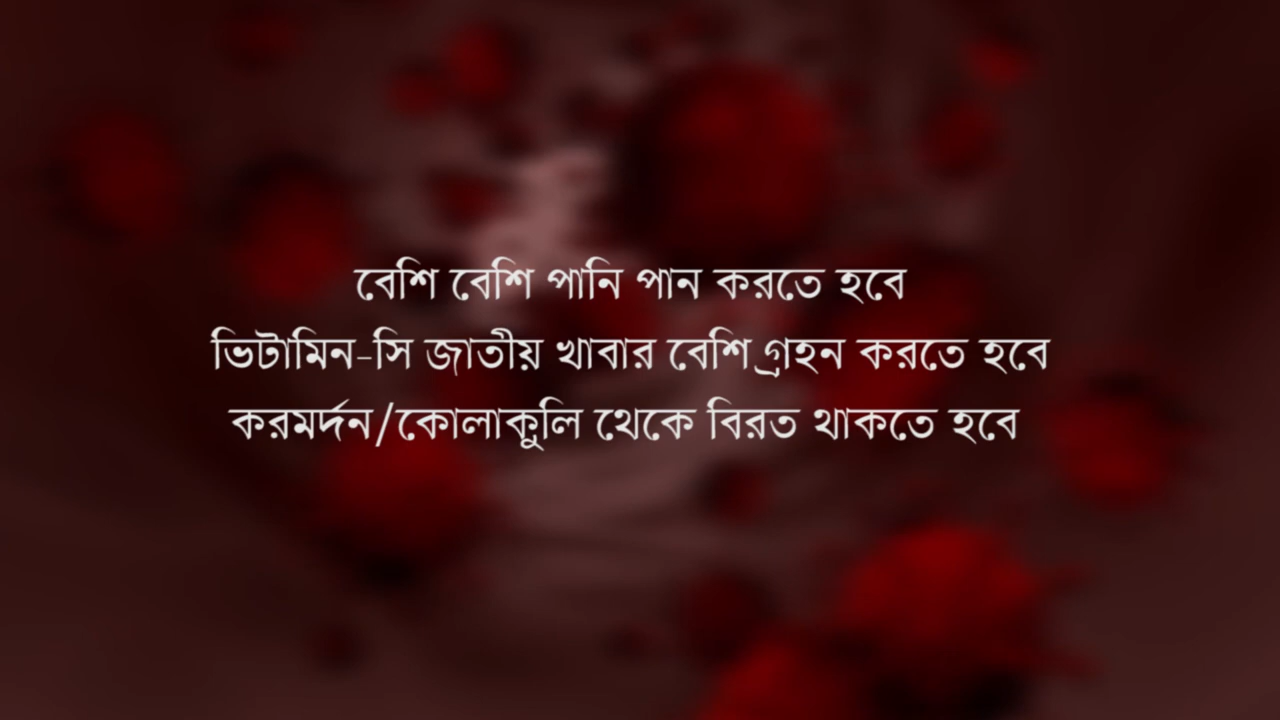 বেশি বেশি পানি পান করতে হবে
ভিটামিন-সি জাতীয় খাবার বেশি গ্রহন করতে হবে
করমর্দন/কোলাকুলি থেকে বিরত থাকতে হবে